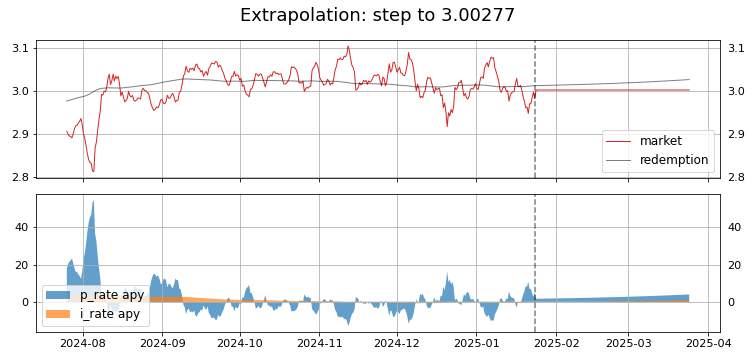 Extrapolation: step to 3.00277
3.1 3.1
3.0 3.0
2.9 2.9
2.8 2.8
market
redemption
40 40
20 20
0 0
p_rate apy
i_rate apy
2024-08 2024-09 2024-10 2024-11 2024-12 2025-01 2025-02 2025-03 2025-04